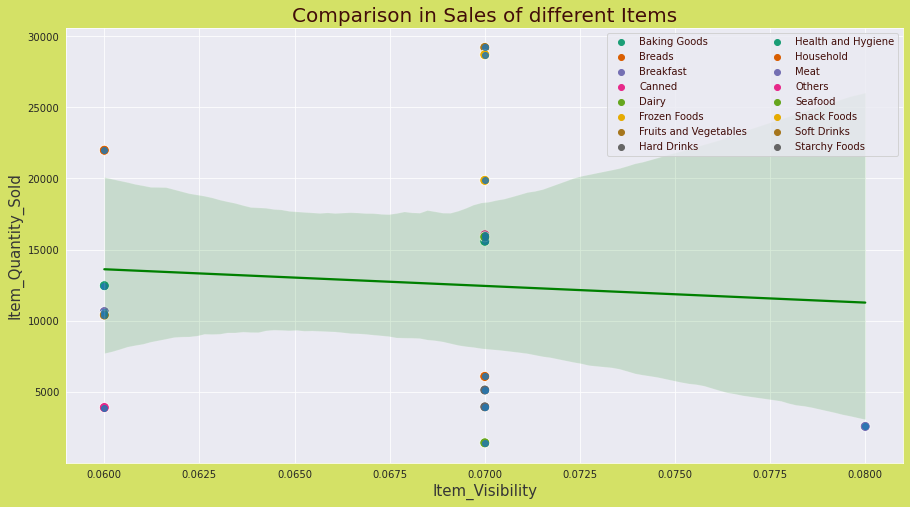 Comparison in Sales of different Items
Item_Quantity_Sold
30000
25000
20000
15000
10000
5000
Baking Goods
Breads
Breakfast
Canned
Dairy
Frozen Foods
Fruits and Vegetables
Hard Drinks
Health and Hygiene
Household
Meat
Others
Seafood
Snack Foods
Soft Drinks
Starchy Foods
0.0600 0.0625 0.0650 0.0675 0.0700 0.0725 0.0750 0.0775 0.0800
Item_Visibility